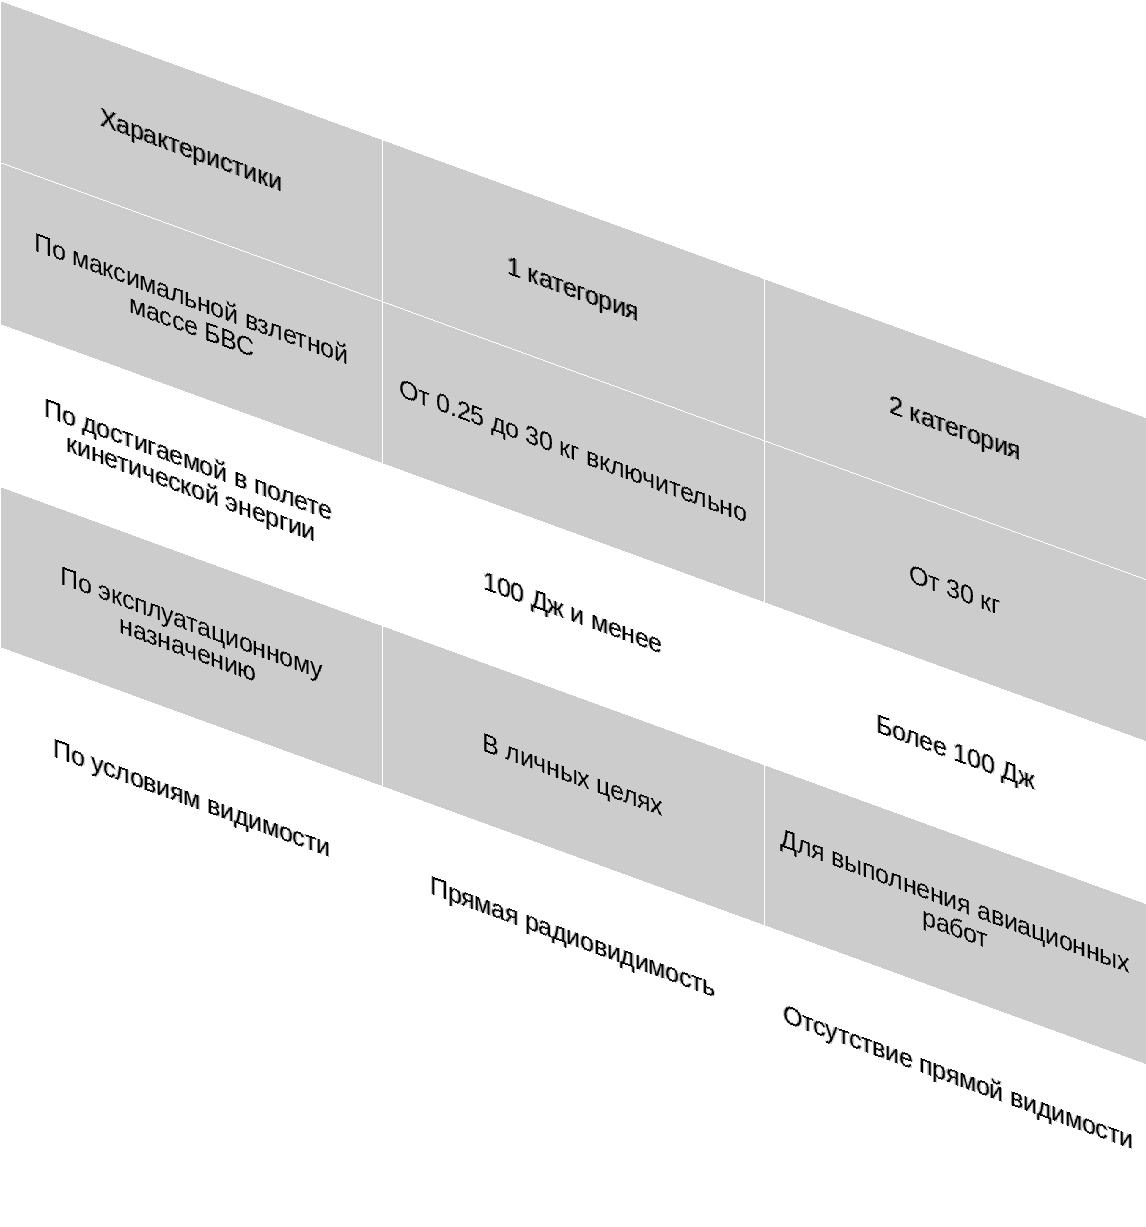 Характеристики
1 категория
2 категория
По максимальной взлетной
массе БВС
От 0.25 до 30 кг включительно
От 30 кг
По достигаемой в полете
кинетической энергии
100 Дж и менее
Более 100 Дж
По эксплуатационному
назначению
В личных целях
Для выполнения авиационных
работ
По условиям видимости
Прямая радиовидимость
Отсутствие прямой видимости